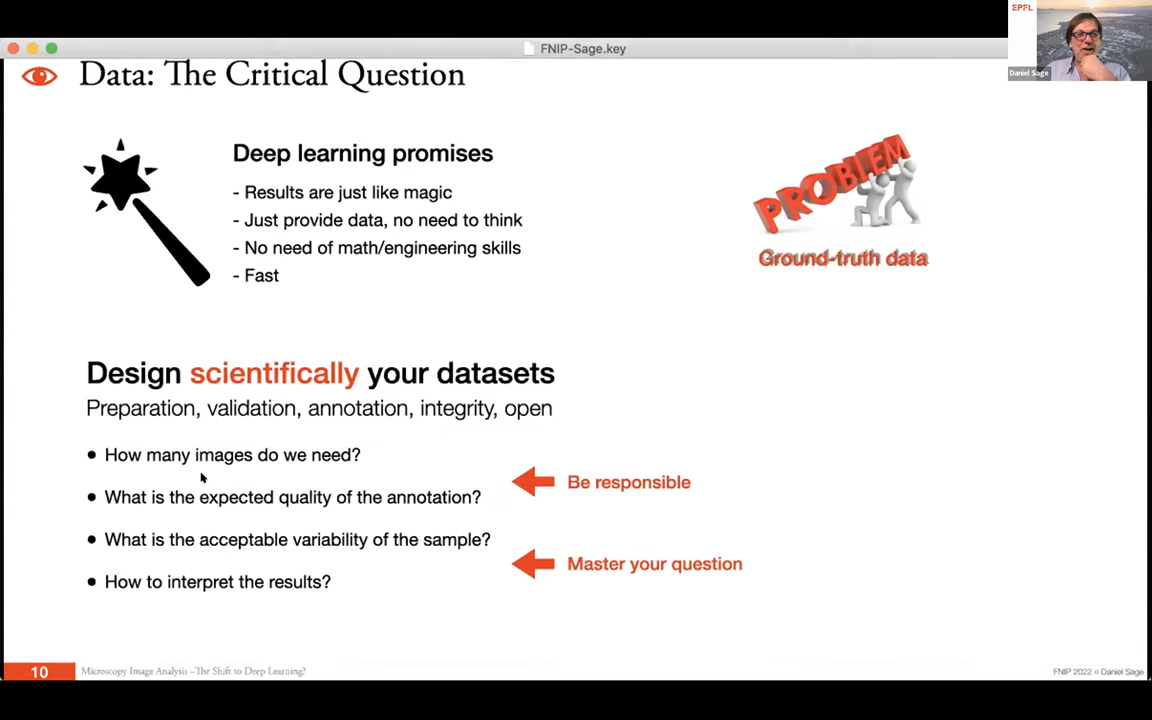 FNIP-Sage.key
EPFL
Daniel Sage
Data: The Critical Question
Deep learning promises
- Results are just like magic
- Just provide data, no need to think
- No need of math/engineering skills
- Fast
PROBLEM
Ground-truth data
Design scientifically your datasets
Preparation, validation, annotation, integrity, open
• How many images do we need?
• What is the expected quality of the annotation?
• What is the acceptable variability of the sample?
• How to interpret the results?
Be responsible
Master your question
10
Microscopy Image Analysis –The Shift to Deep Learning?
FNIP 2022 ¤ Daniel Sage